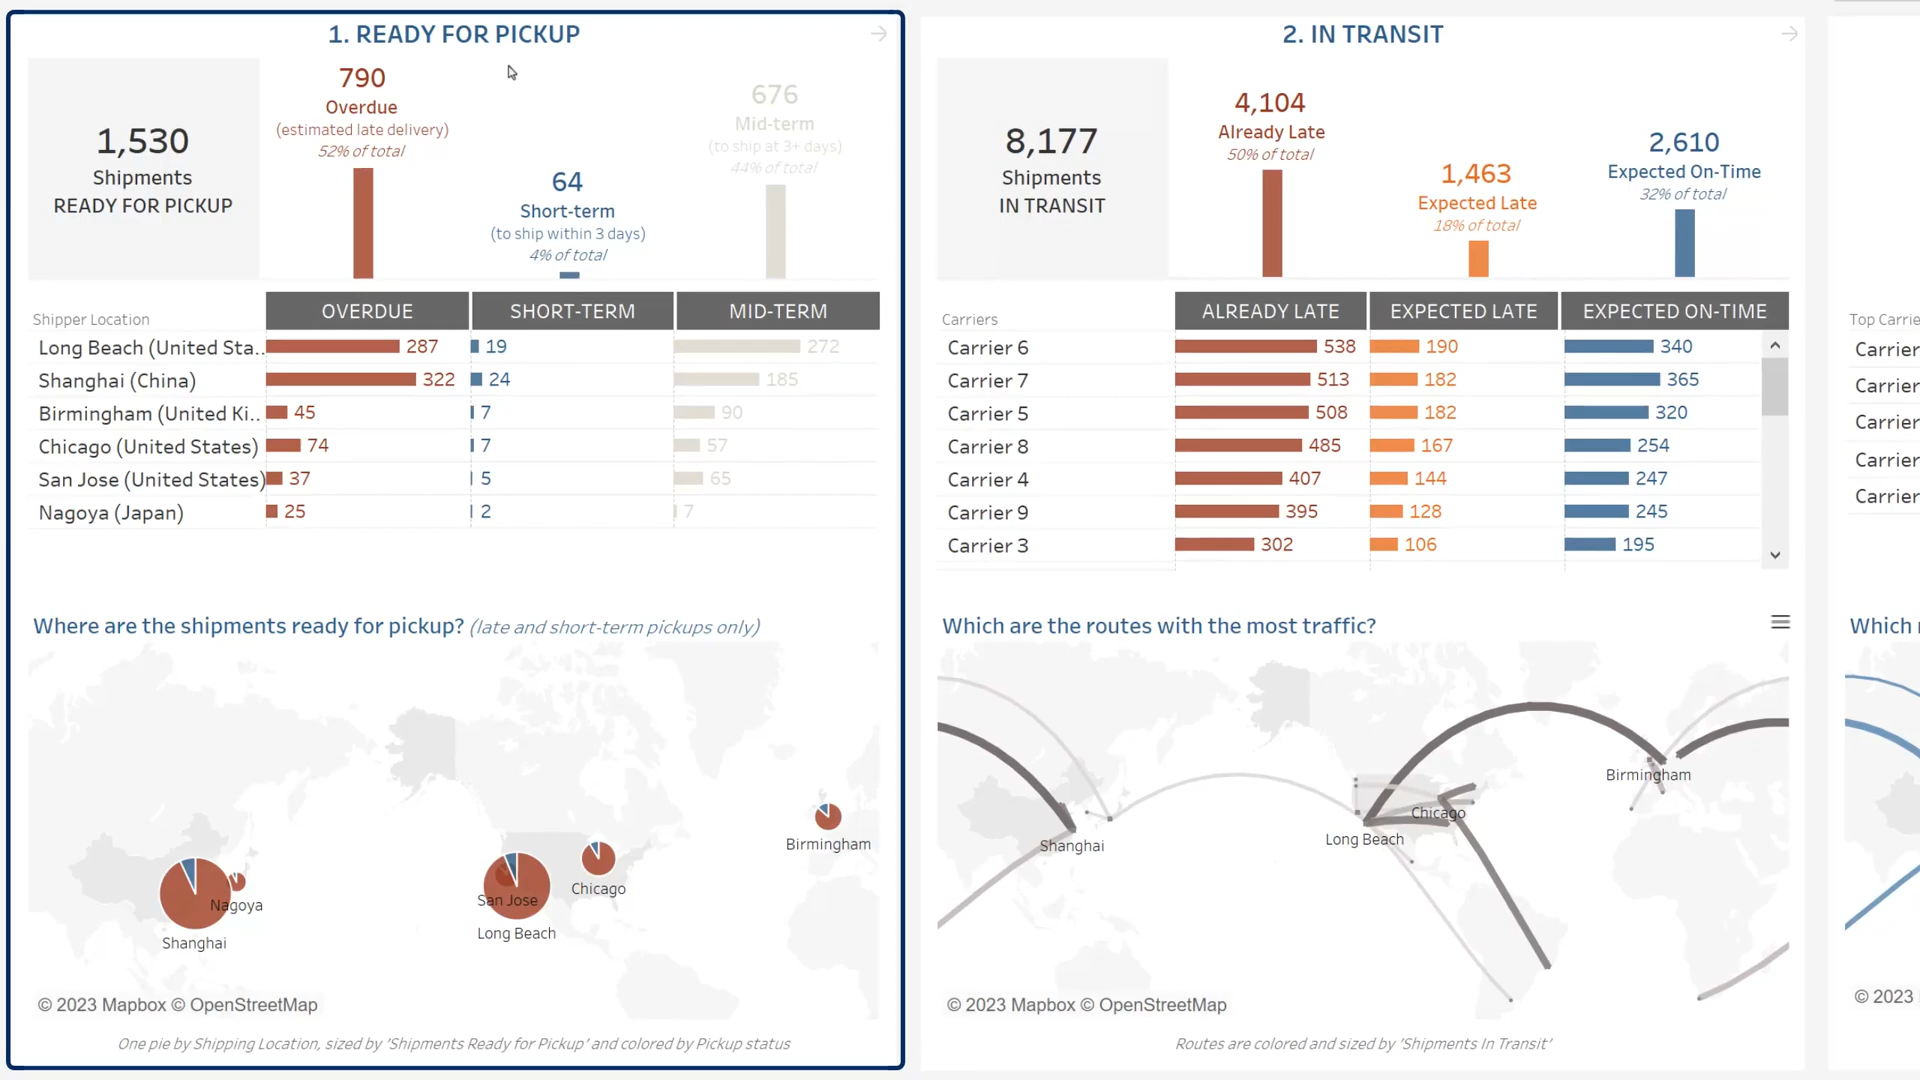 1. READY FOR PICKUP
1,530
Shipments
READY FOR PICKUP
790
Overdue
(estimated late delivery)
52% of total
64
Short-term
(to ship within 3 days)
4% of total
676
Mid-term
(to ship at 3+ days)
44% of total
Shipper Location
OVERDUE SHORT-TERM MID-TERM
Long Beach (United Sta.. 287 19 272
Shanghai (China) 322 24 185
Birmingham (United Ki.. 45 7 90
Chicago (United States) 74 7 57
San Jose (United States) 37 5 65
Nagoya (Japan) 25 2 7
Where are the shipments ready for pickup? (late and short-term pickups only)
Birmingham
Chicago
San Jose
Nagoya
Long Beach
Shanghai
© 2023 Mapbox © OpenStreetMap
One pie by Shipping Location, sized by 'Shipments Ready for Pickup' and colored by Pickup status
2. IN TRANSIT
8,177
Shipments
IN TRANSIT
4,104
Already Late
50% of total
1,463
Expected Late
18% of total
2,610
Expected On-Time
32% of total
Carriers
ALREADY LATE EXPECTED LATE EXPECTED ON-TIME
Carrier 6 538 190 340
Carrier 7 513 182 365
Carrier 5 508 182 320
Carrier 8 485 167 254
Carrier 4 407 144 247
Carrier 9 395 128 245
Carrier 3 302 106 195
Which are the routes with the most traffic?
Birmingham
Chicago
Long Beach
Shanghai
© 2023 Mapbox © OpenStreetMap
Routes are colored and sized by 'Shipments In Transit'
Top Carrie
Carrier
Carrier
Carrier
Carrier
Carrier
Which
© 2023